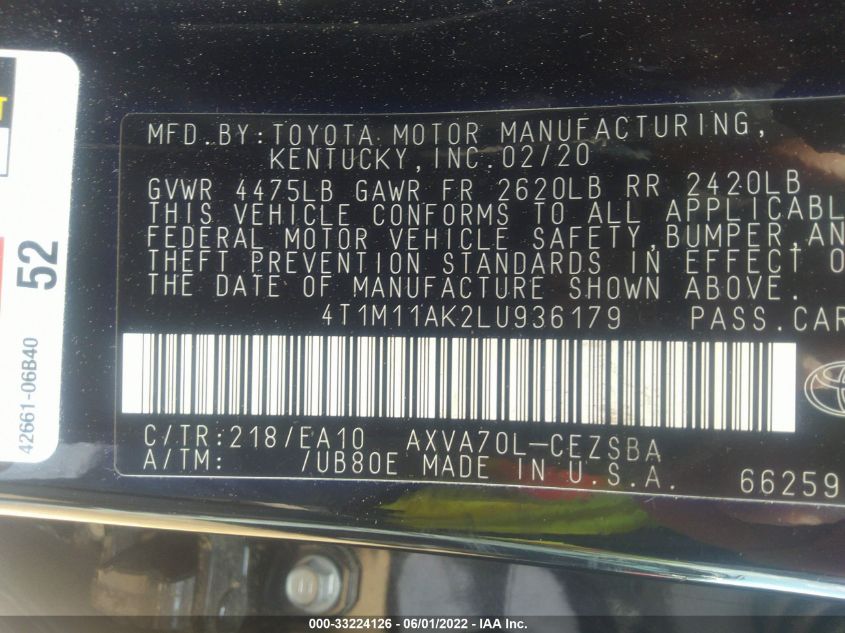 MFD.BY:TOYOTA MOTOR MANUFACTURING,
KENTUCKY,INC.02/20
GVWR 4475LB GAWR FR 2620LB RR 2420LB
THIS VEHICLE CONFORMS TO ALL APPLICABL
FEDERAL MOTOR VEHICLE SAFETY,BUMPER,AN
THEFT PREVENTION STANDARDS IN EFFECT O
THE DATE OF MANUFACTURE SHOWN ABOVE.
4T1M11AK2LU936179 PASS.CAR
C/TR:218/EA10 AXVA70L-CEZSBA
A/TM: /UB80E MADE IN U.S.A. 66259
52
42661-06B40
000-33224126 - 06/01/2022 - IAAI.COM